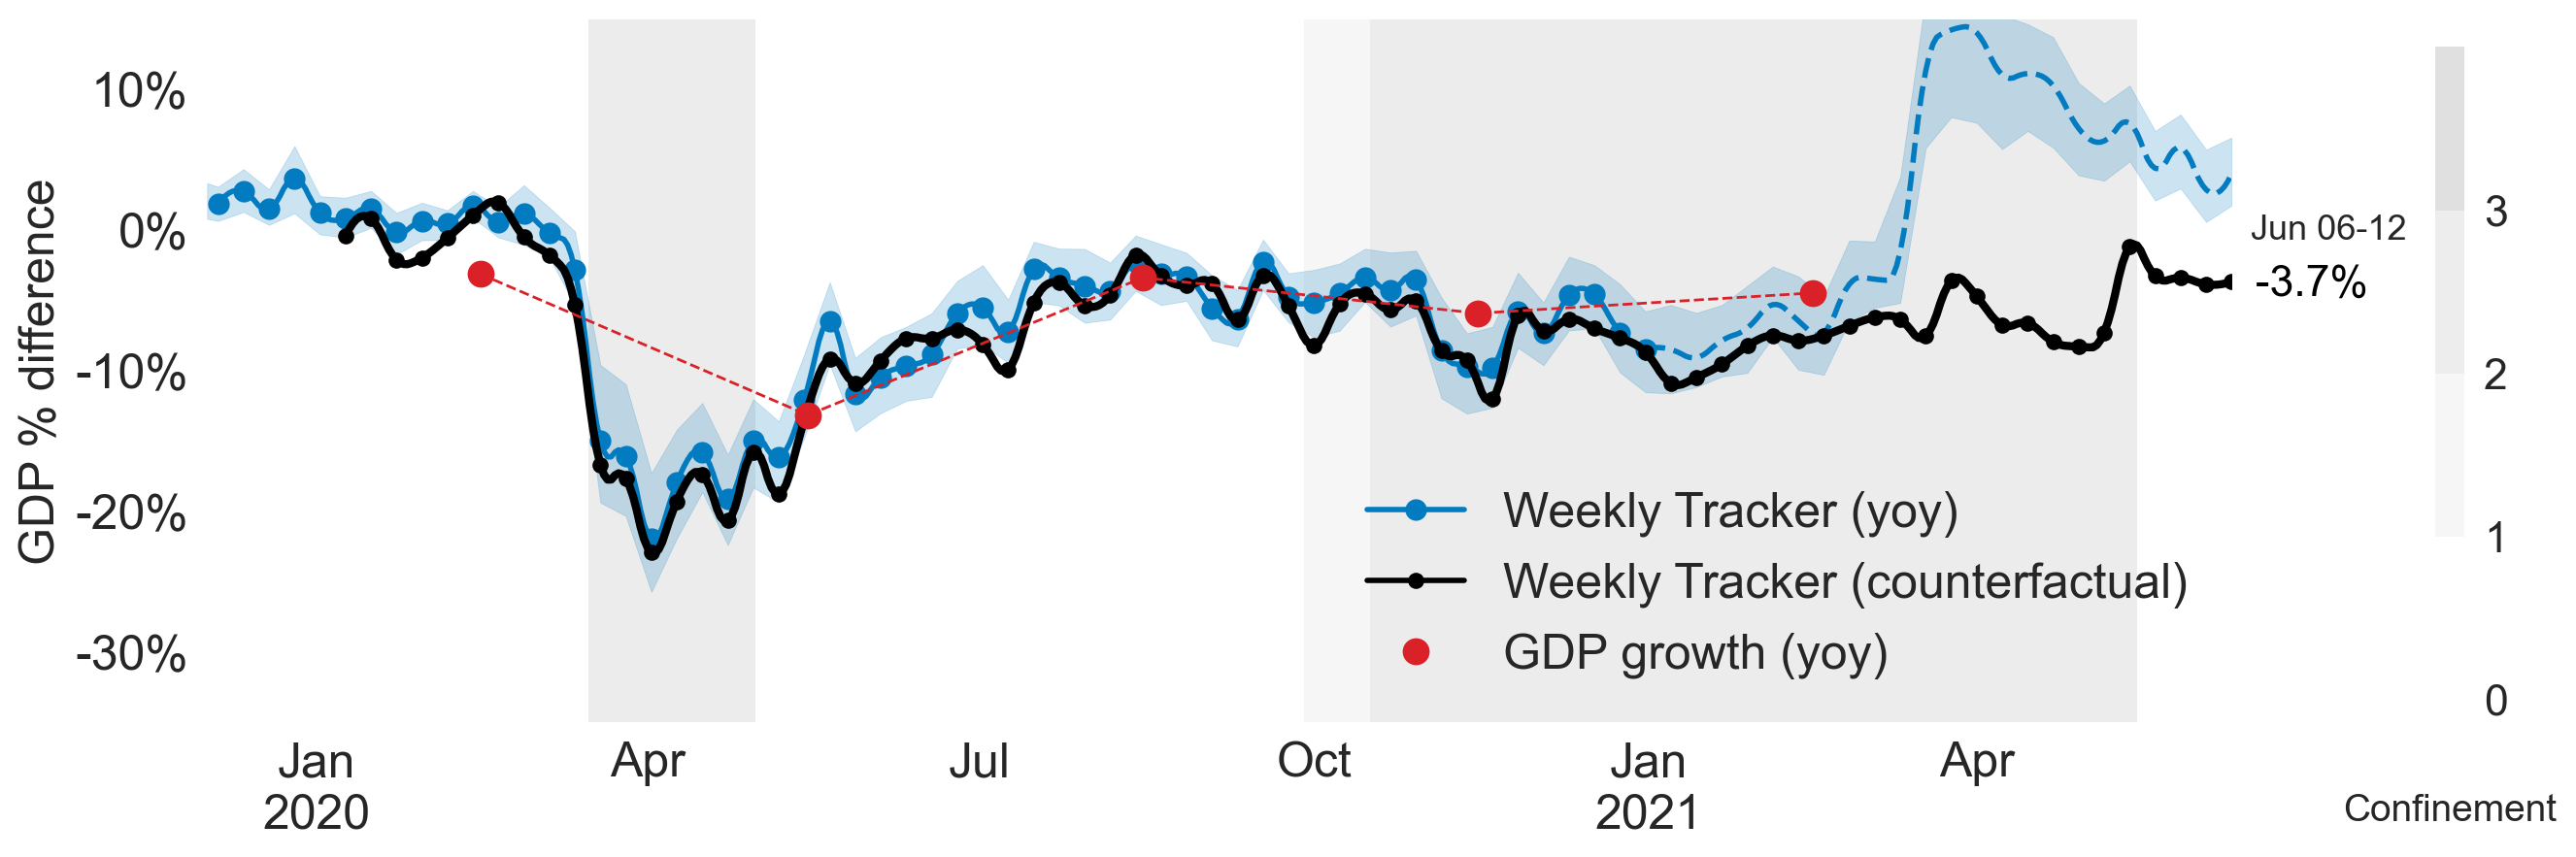 GDP % difference
10%
0%
-10%
-20%
-30%
Jan
2020
Apr
Jul
Oct
Jan
2021
Apr
Weekly Tracker (yoy)
Weekly Tracker (counterfactual)
GDP growth (yoy)
Jun 06-12
-3.7%
3
2
1
0
Confinement